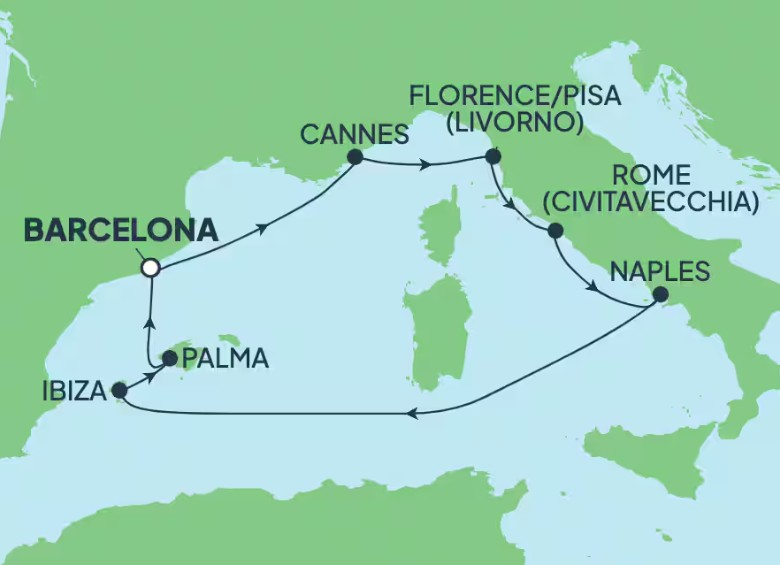 FLORENCE/PISA
(LIVORNO)
CANNES
ROME
(CIVITAVECCHIA)
BARCELONA
NAPLES
PALMA
IBIZA